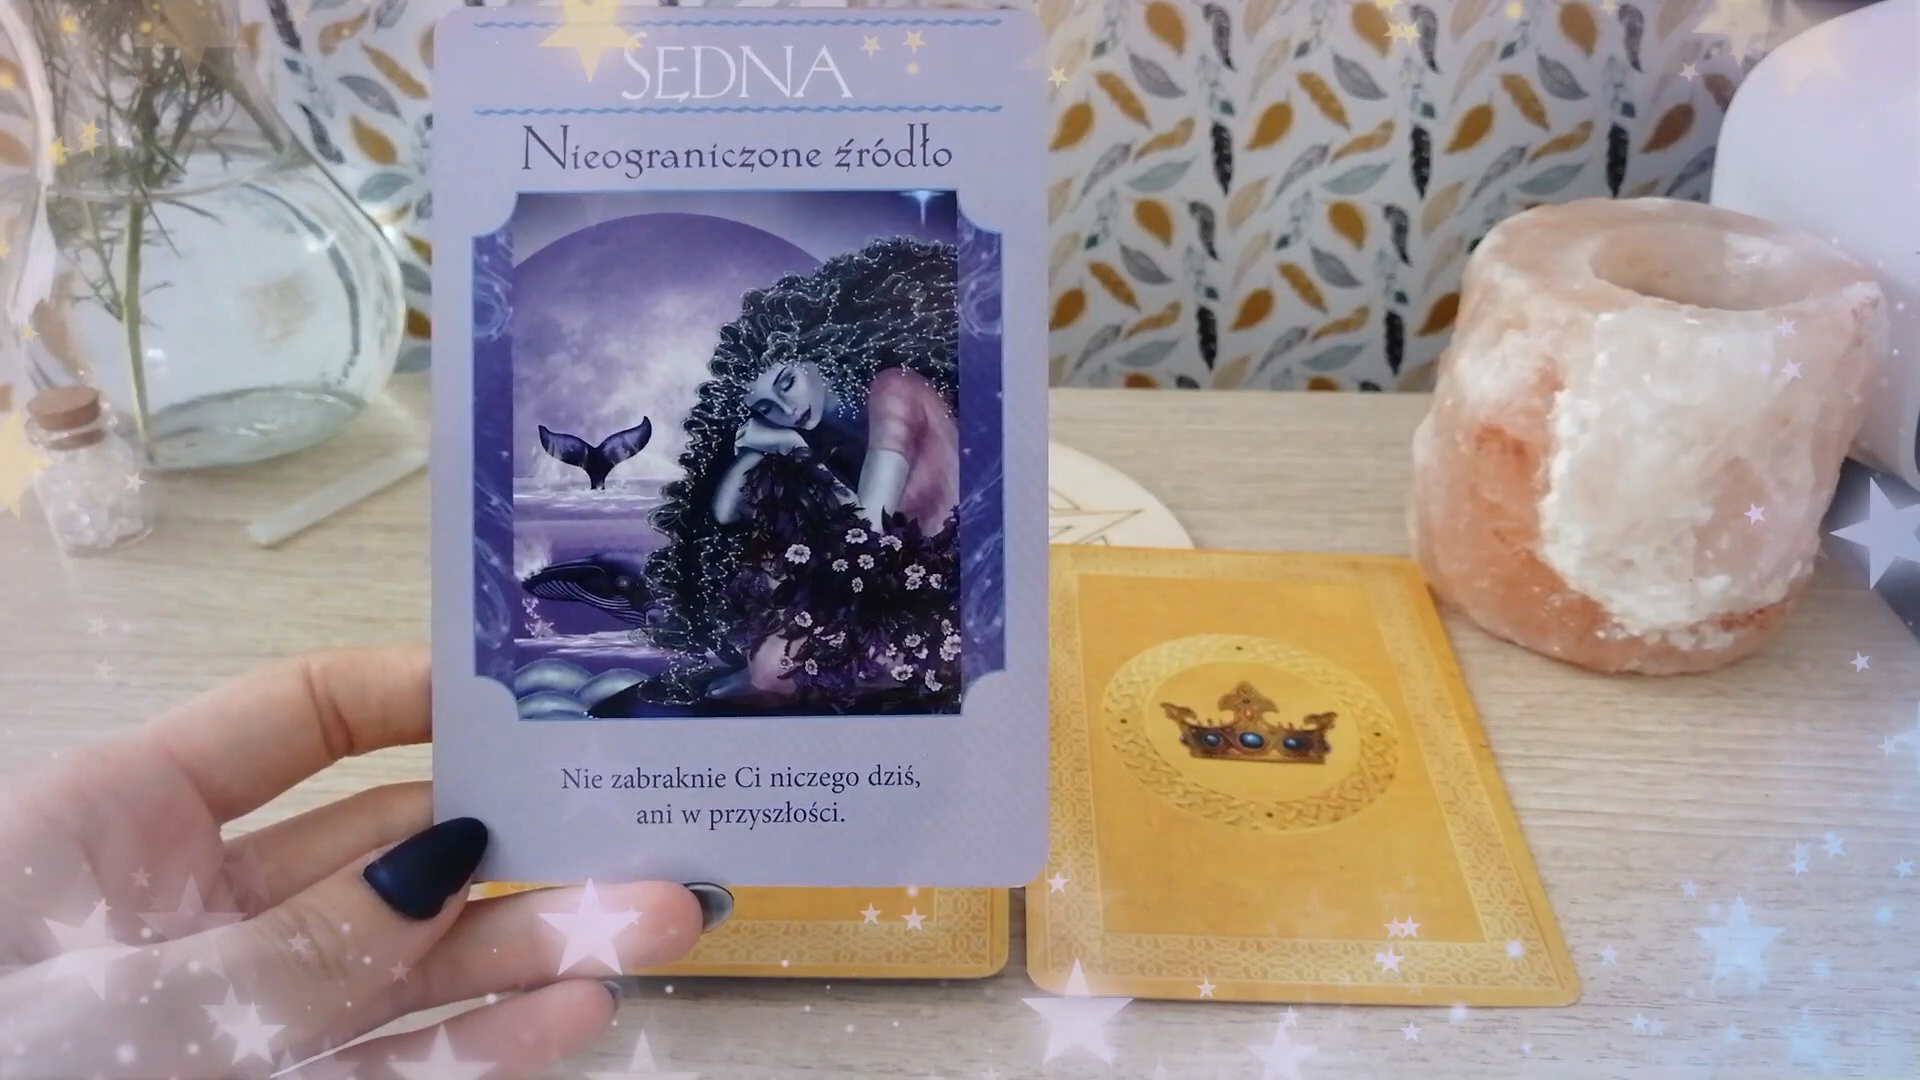 SEDNA
Nieograniczone źródło
Nie zabraknie Ci niczego dziś,
ani w przyszłości.